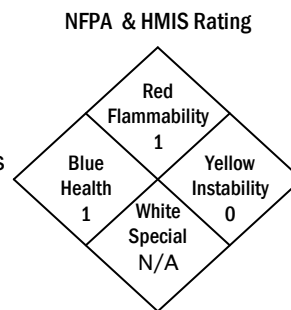 NFPA & HMIS Rating
Red
Flammability
1
Blue
Health
1
Yellow
Instability
0
White
Special
N/A